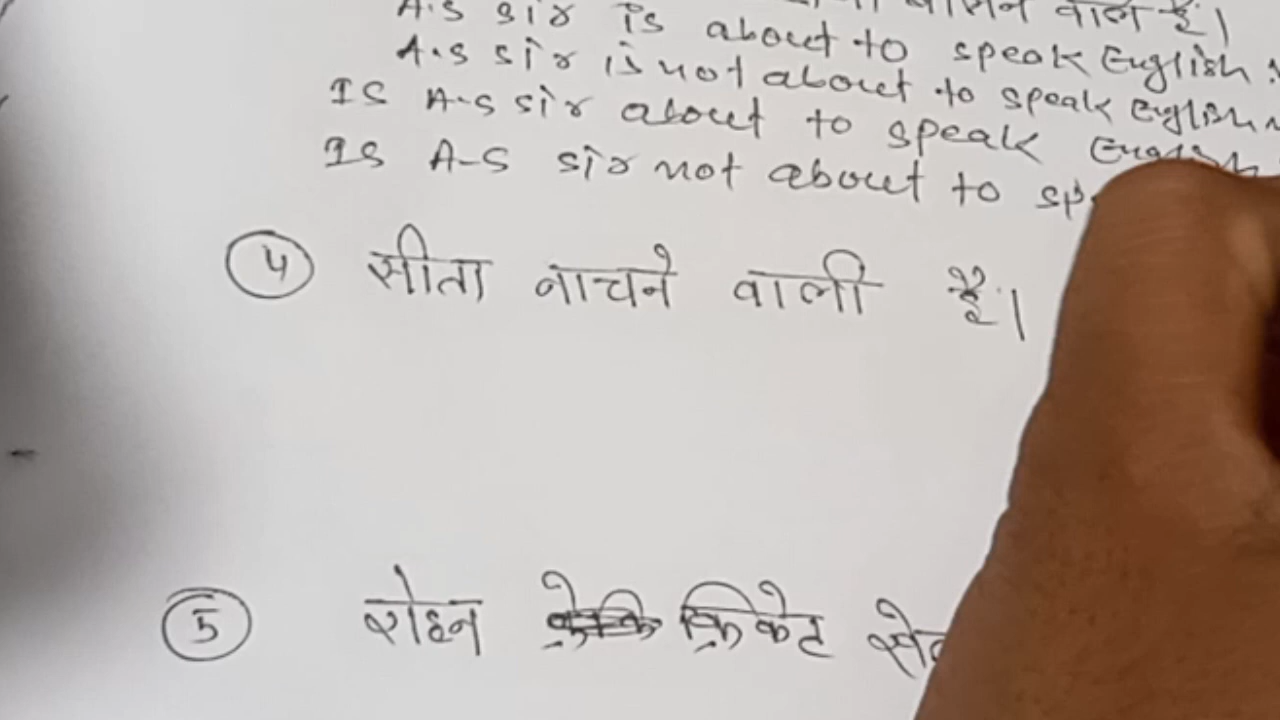 वाले हैं।
A.S sir is about to speak English.
A.S sir is not about to speak English.
Is A-S sir about to speak English
Is A-S sir not about to sp
④ सीता नाचने वाली है।
⑤ रोहन क्रिकेट